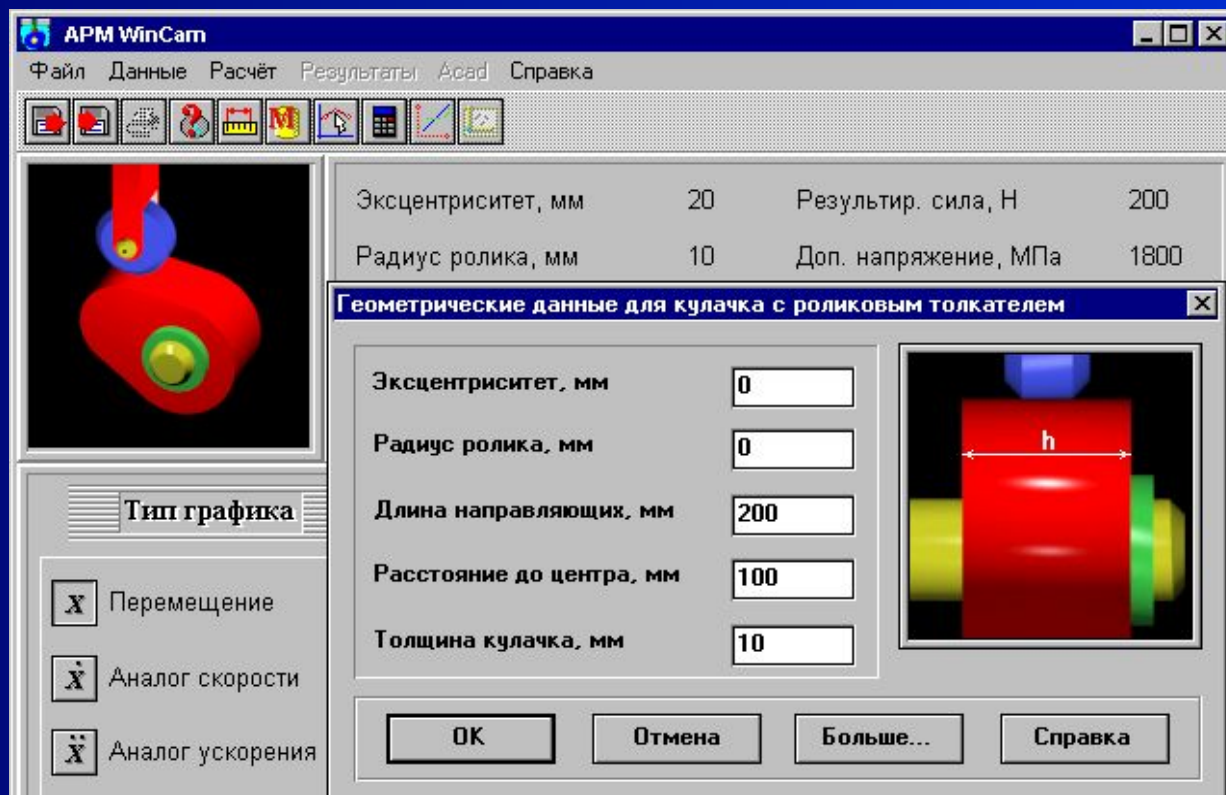 APM WinCam
Файл Данные Расчёт Результаты Acad Справка
M
Эксцентриситет, мм 20 Результир. сила, Н 200
Радиус ролика, мм 10 Доп. напряжение, МПа 1800
Геометрические данные для кулачка с роликовым толкателем
Эксцентриситет, мм 0
Радиус ролика, мм 0
h
Длина направляющих, мм 200
Расстояние до центра, мм 100
Толщина кулачка, мм 10
OK Отмена Больше... Справка
Тип графика
x Перемещение
ẋ Аналог скорости
ẍ Аналог ускорения